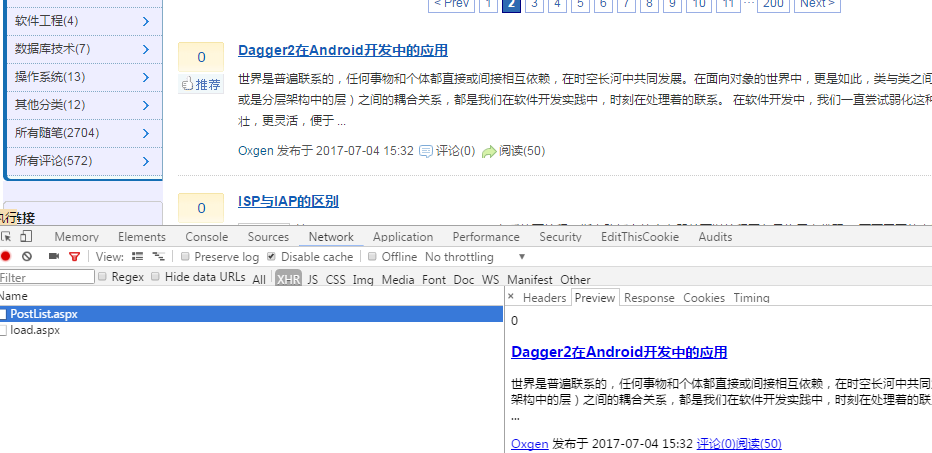 < Prev 1 2 3 4 5 6 7 8 9 10 11 ··· 200 Next >
软件工程(4)
数据库技术(7)
操作系统(13)
其他分类(12)
所有随笔(2704)
所有评论(572)
0
推荐
Dagger2在Android开发中的应用
世界是普遍联系的，任何事物和个体都直接或间接相互依赖，在时空长河中共同发展。在面向对象的世界中，更是如此，类与类之间
或是分层架构中的层）之间的耦合关系，都是我们在软件开发实践中，时刻在处理着的联系。 在软件开发中，我们一直尝试弱化这种
壮，更灵活，便于 ...
Oxgen 发布于 2017-07-04 15:32 评论(0) 阅读(50)
0
ISP与IAP的区别
执行链接
Memory Elements Console Sources Network Application Performance Security EditThisCookie Audits
View: Preserve log Disable cache Offline No throttling
Filter Regex Hide data URLs All XHR JS CSS Img Media Font Doc WS Manifest Other
Name
PostList.aspx
load.aspx
× Headers Preview Response Cookies Timing
0
Dagger2在Android开发中的应用
世界是普遍联系的，任何事物和个体都直接或间接相互依赖，在时空长河中共同
架构中的层）之间的耦合关系，都是我们在软件开发实践中，时刻在处理着的联
...
Oxgen 发布于 2017-07-04 15:32 评论(0)阅读(50)